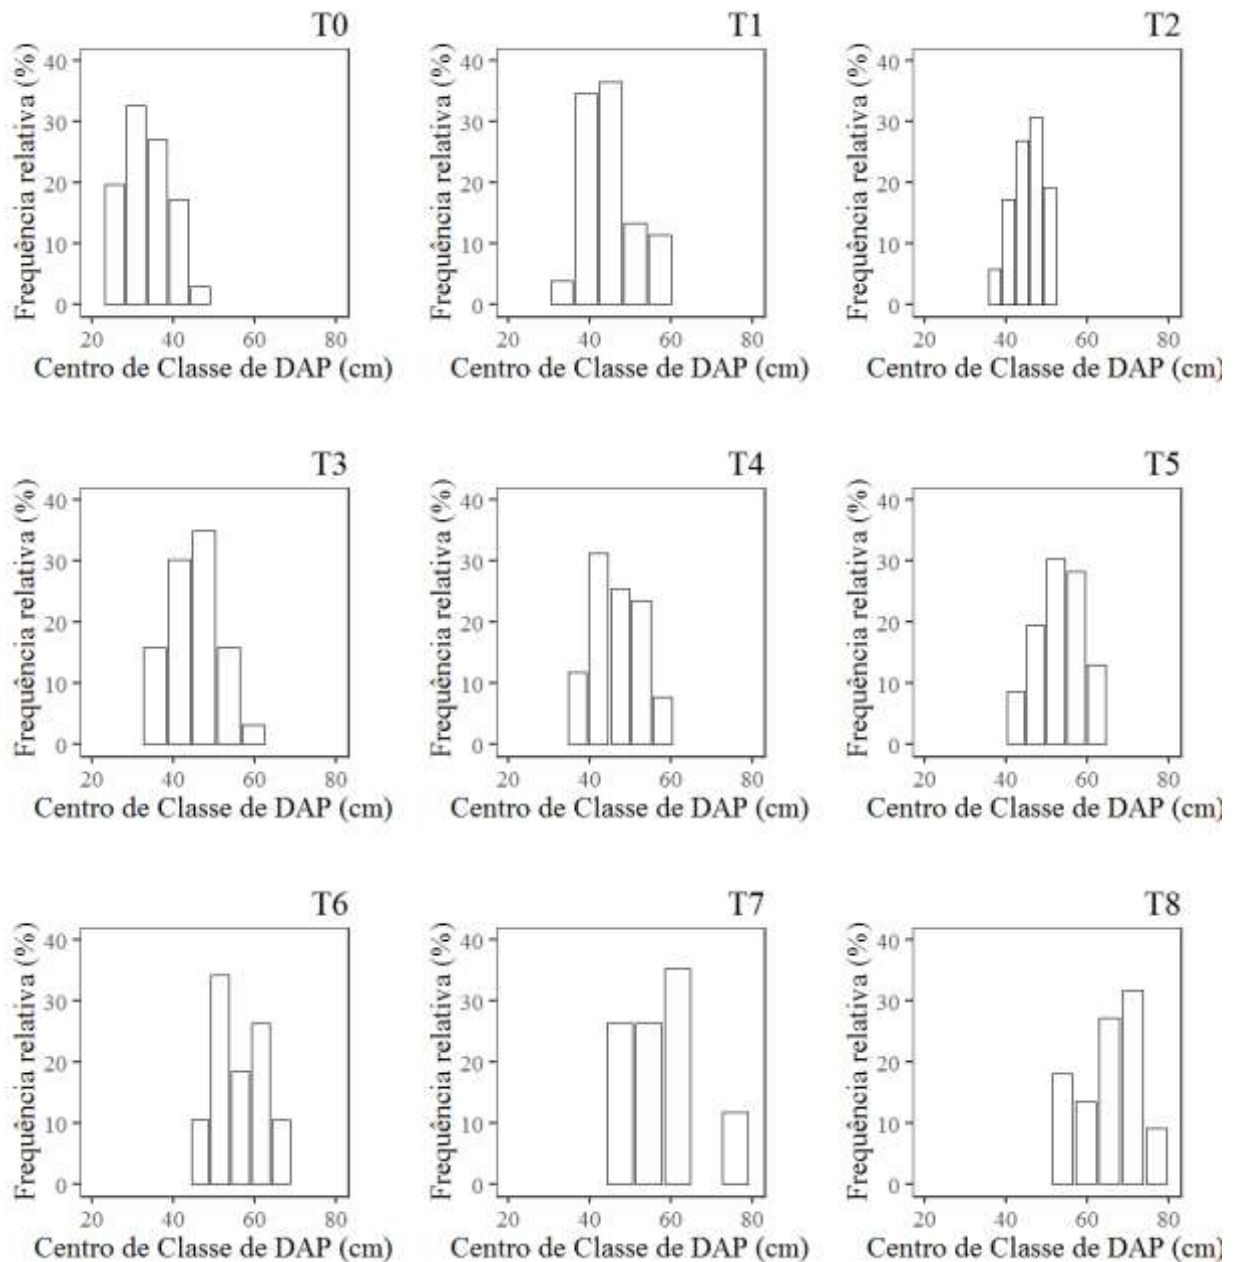 T0 T1 T2
Frequência relativa (%) Frequência relativa (%) Frequência relativa (%)
40 40 40
30 30 30
20 20 20
10 10 10
0 0 0
20 40 60 80 20 40 60 80 20 40 60 80
Centro de Classe de DAP (cm) Centro de Classe de DAP (cm) Centro de Classe de DAP (cm)
T3 T4 T5
Frequência relativa (%) Frequência relativa (%) Frequência relativa (%)
40 40 40
30 30 30
20 20 20
10 10 10
0 0 0
20 40 60 80 20 40 60 80 20 40 60 80
Centro de Classe de DAP (cm) Centro de Classe de DAP (cm) Centro de Classe de DAP (cm)
T6 T7 T8
Frequência relativa (%) Frequência relativa (%) Frequência relativa (%)
40 40 40
30 30 30
20 20 20
10 10 10
0 0 0
20 40 60 80 20 40 60 80 20 40 60 80
Centro de Classe de DAP (cm) Centro de Classe de DAP (cm) Centro de Classe de DAP (cm)